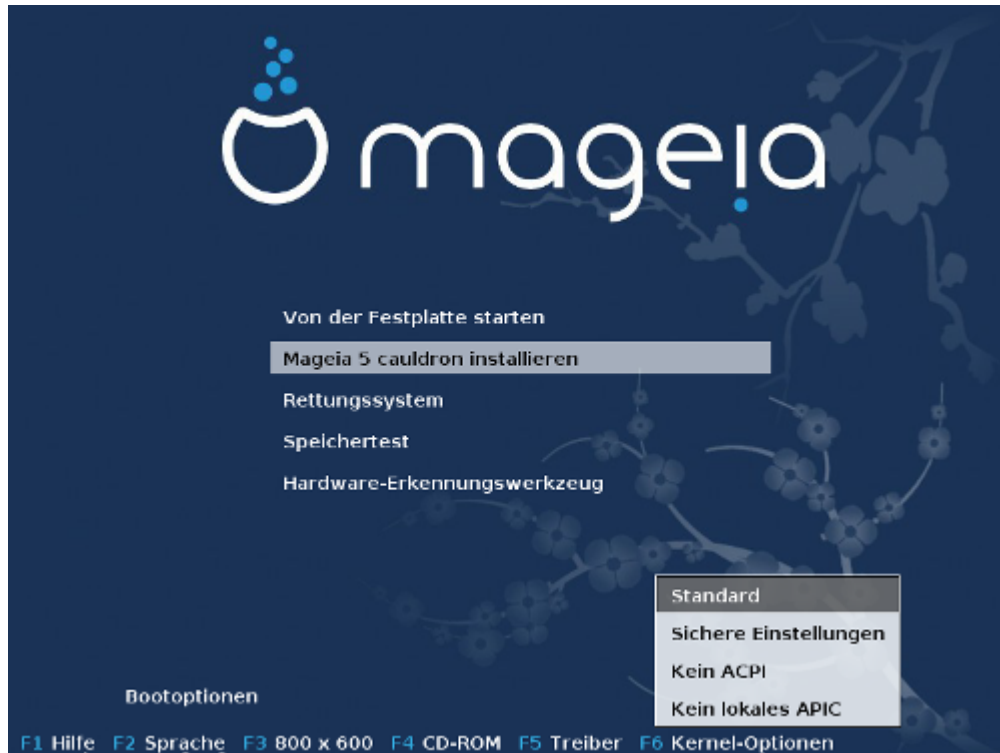 mageia
Von der Festplatte starten
Mageia 5 cauldron installieren
Rettungssystem
Speichertest
Hardware-Erkennungswerkzeug
Standard
Sichere Einstellungen
Kein ACPI
Kein lokales APIC
Bootoptionen
F1 Hilfe F2 Sprache F3 800 x 600 F4 CD-ROM F5 Treiber F6 Kernel-Optionen